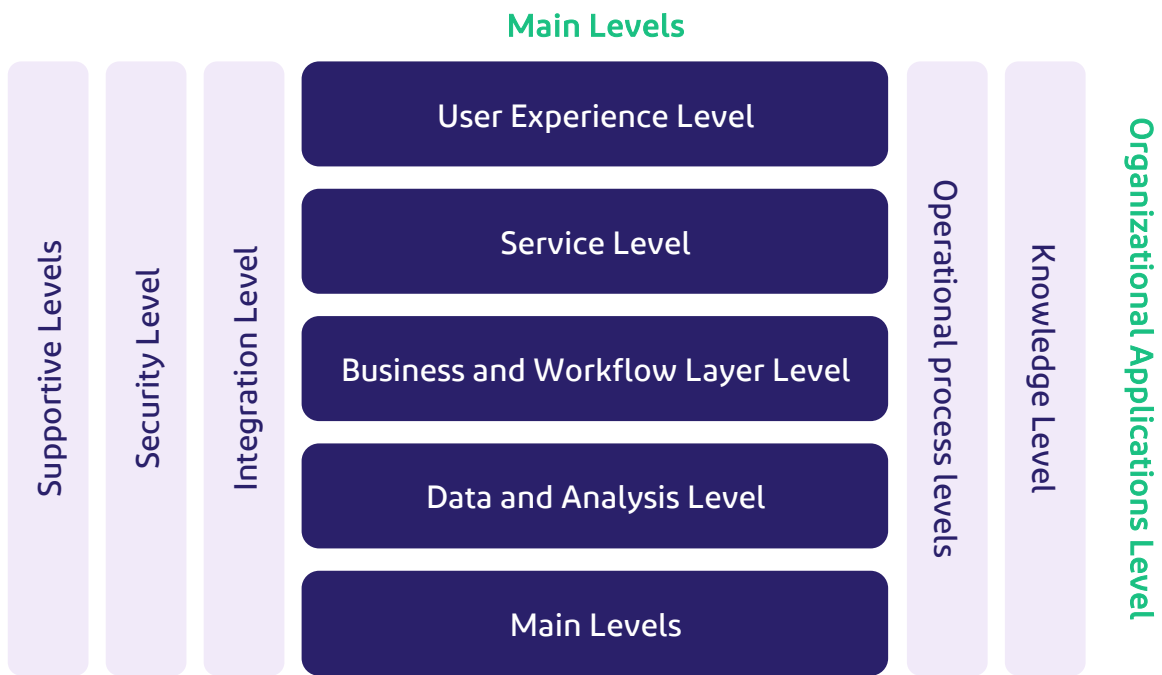 Main Levels
Supportive Levels
Security Level
Integration Level
User Experience Level
Service Level
Business and Workflow Layer Level
Data and Analysis Level
Main Levels
Operational process levels
Knowledge Level
Organizational Applications Level